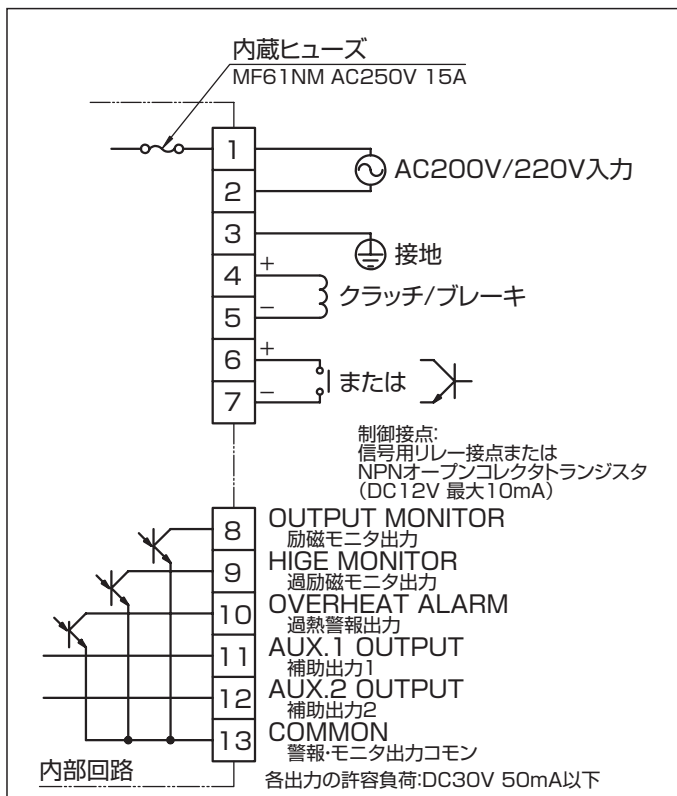 内蔵ヒューズ
MF61NM AC250V 15A
1
2
AC200V/220V入力
3
接地
4
+
5
−
クラッチ/ブレーキ
6
+
7
−
または
制御接点:
信号用リレー接点または
NPNオープンコレクタトランジスタ
(DC12V 最大10mA)
8
OUTPUT MONITOR
励磁モニタ出力
9
HIGE MONITOR
過励磁モニタ出力
10
OVERHEAT ALARM
過熱警報出力
11
AUX.1 OUTPUT
補助出力1
12
AUX.2 OUTPUT
補助出力2
13
COMMON
警報・モニタ出力コモン
内部回路
各出力の許容負荷:DC30V 50mA以下